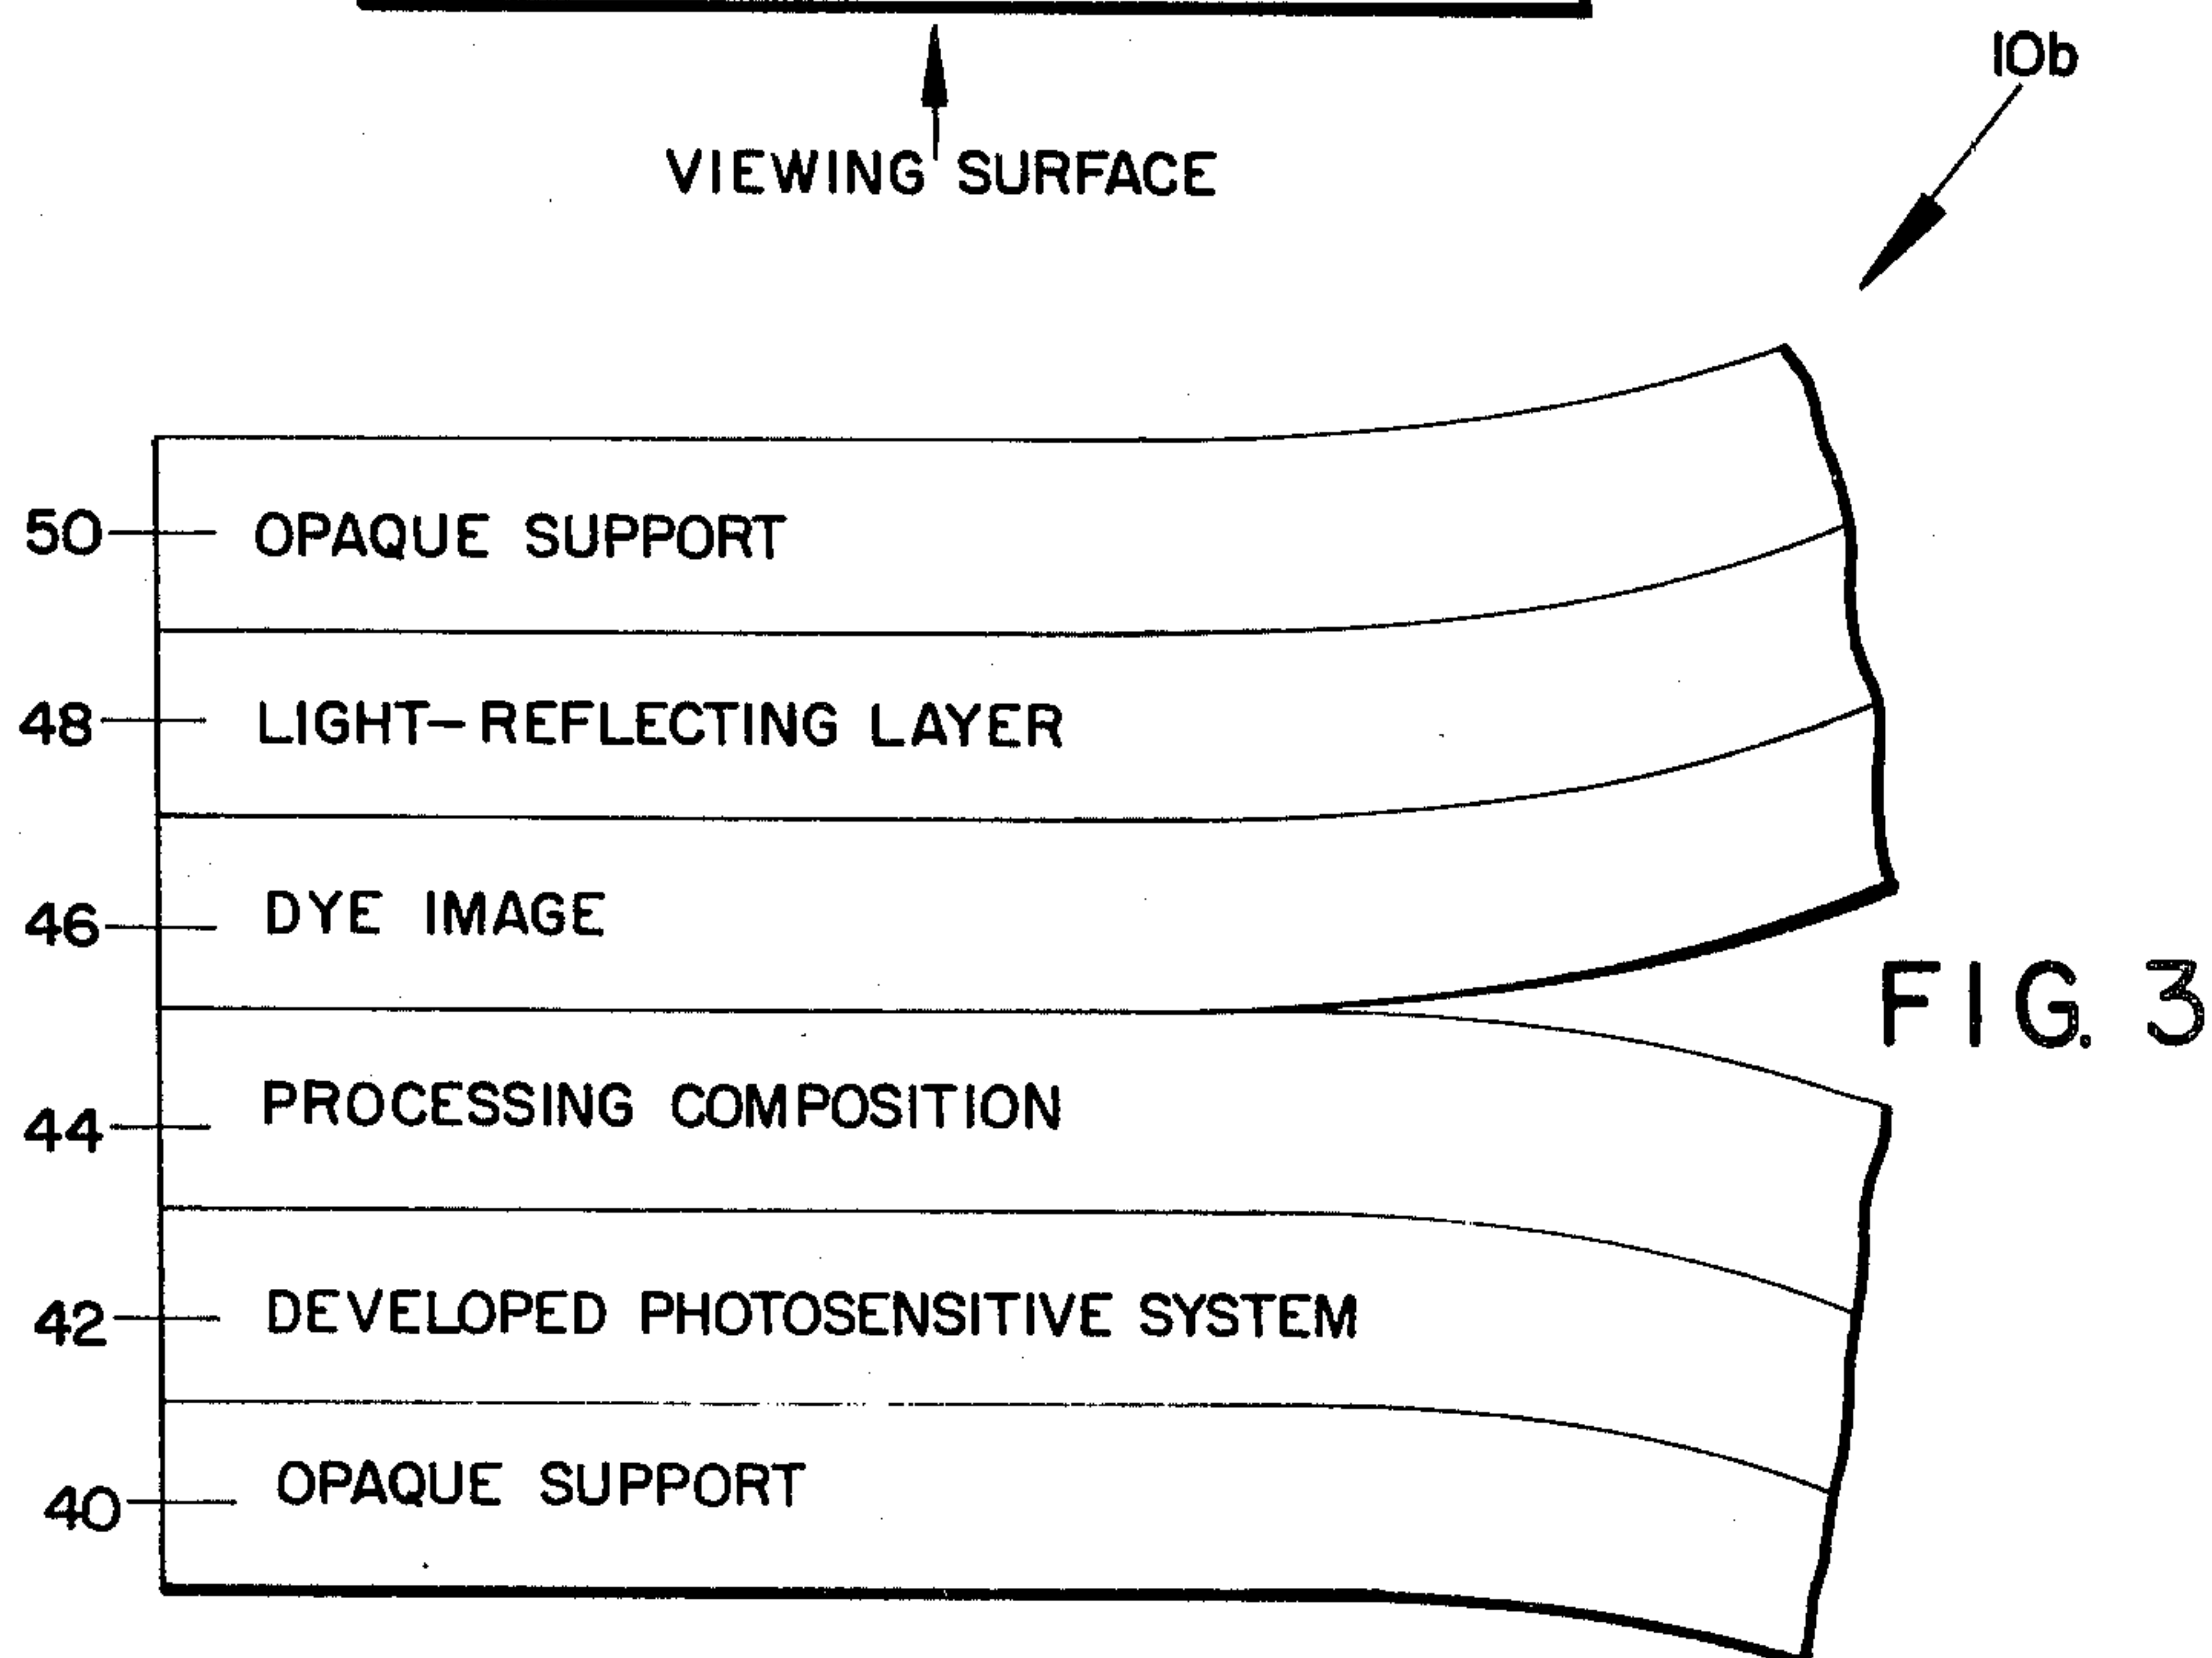 VIEWING SURFACE
10b
50 OPAQUE SUPPORT
48 LIGHT-REFLECTING LAYER
46 DYE IMAGE
FIG. 3
44 PROCESSING COMPOSITION
42 DEVELOPED PHOTOSENSITIVE SYSTEM
40 OPAQUE SUPPORT